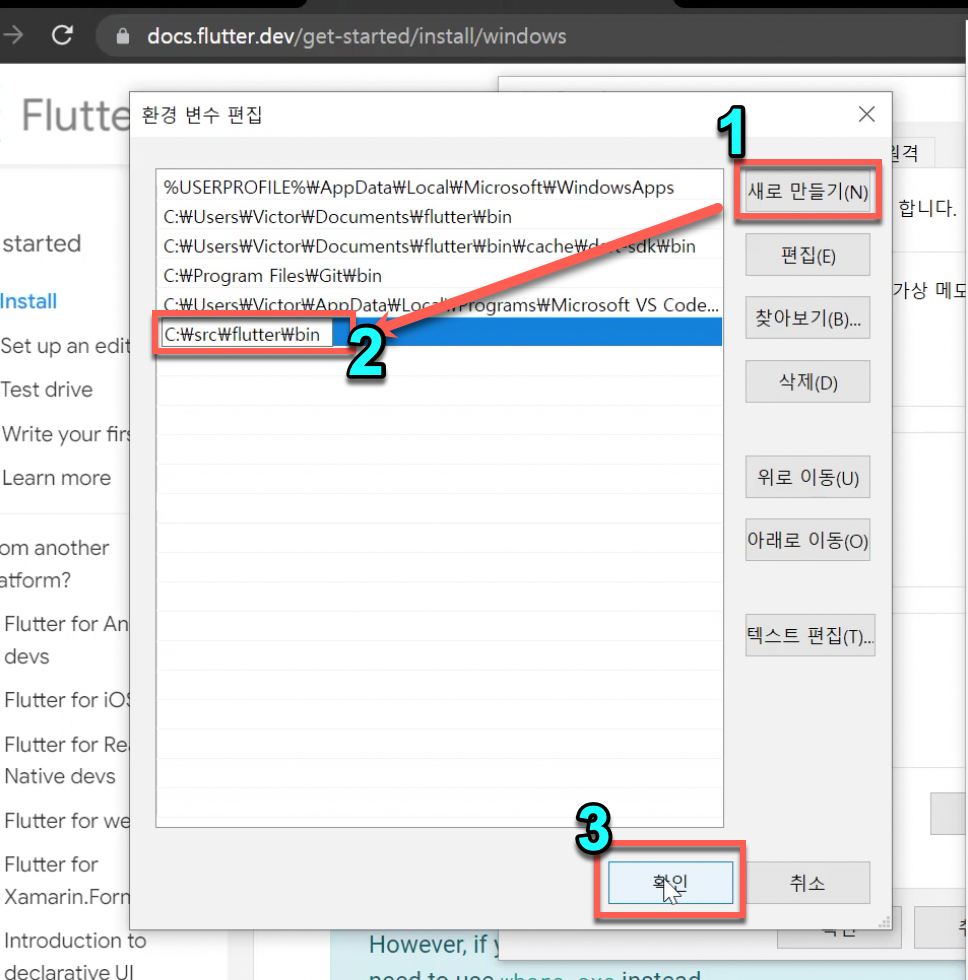 docs.flutter.dev/get-started/install/windows
Flutte
환경 변수 편집
1
%USERPROFILE%₩AppData₩Local₩Microsoft₩WindowsApps
C:₩Users₩Victor₩Documents₩flutter₩bin
C:₩Users₩Victor₩Documents₩flutter₩bin₩cache₩dart-sdk₩bin
C:₩Program Files₩Git₩bin
C:₩Users₩Victor₩AppData₩Local₩Programs₩Microsoft VS Code...
C:₩src₩flutter₩bin
2
새로 만들기(N)
편집(E)
찾아보기(B)...
삭제(D)
위로 이동(U)
아래로 이동(O)
텍스트 편집(T)...
3
확인
취소
원격
합니다.
가상 메모
started
Install
Set up an edit
Test drive
Write your firs
Learn more
om another
atform?
Flutter for An
devs
Flutter for iOS
Flutter for Rea
Native devs
Flutter for we
Flutter for
Xamarin.Forn
Introduction to
declarative UI
확인
However, if y
need to use where.exe instead